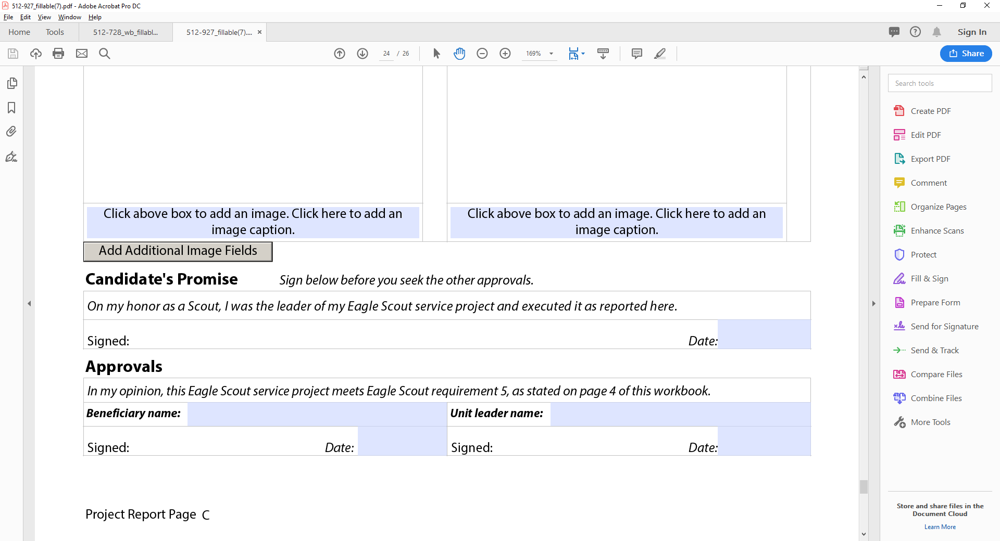 512-927_fillable(7).pdf - Adobe Acrobat Pro DC
File Edit View Window Help
Home Tools 512-728_wb_fillabl... 512-927_fillable(7).... × Sign In
24 / 26 169% Share
Search tools
Create PDF
Edit PDF
Export PDF
Comment
Organize Pages
Enhance Scans
Protect
Fill & Sign
Prepare Form
Send for Signature
Send & Track
Compare Files
Combine Files
More Tools
Store and share files in the
Document Cloud
Learn More
Click above box to add an image. Click here to add an
image caption.
Click above box to add an image. Click here to add an
image caption.
Add Additional Image Fields
Candidate's Promise Sign below before you seek the other approvals.
On my honor as a Scout, I was the leader of my Eagle Scout service project and executed it as reported here.
Signed: Date:
Approvals
In my opinion, this Eagle Scout service project meets Eagle Scout requirement 5, as stated on page 4 of this workbook.
Beneficiary name: Unit leader name:
Signed: Date: Signed: Date:
Project Report Page C